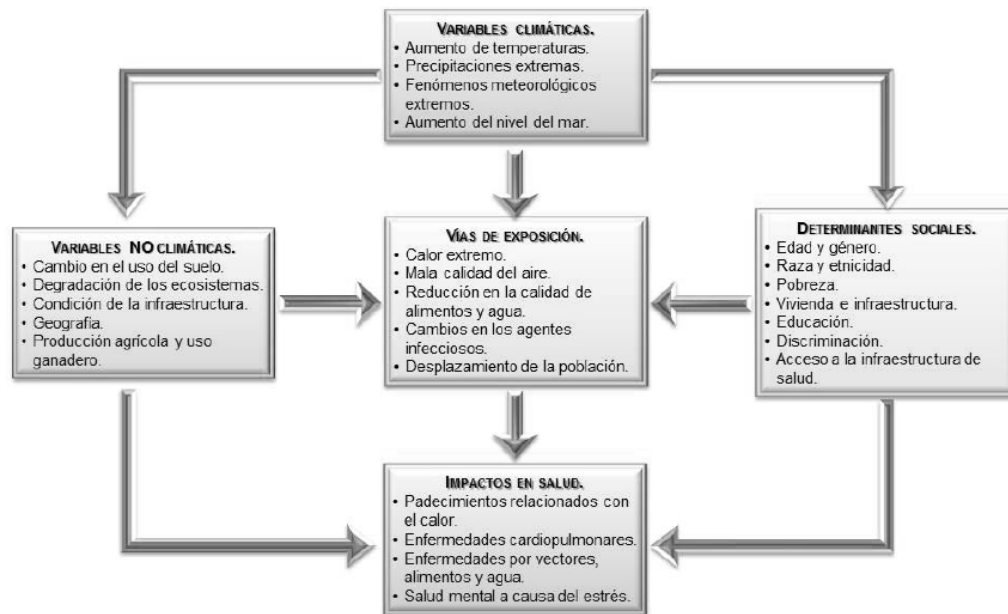 VARIABLES CLIMÁTICAS.
• Aumento de temperaturas.
• Precipitaciones extremas.
• Fenómenos meteorológicos
extremos.
• Aumento del nivel del mar.
VARIABLES NO CLIMÁTICAS.
• Cambio en el uso del suelo.
• Degradación de los ecosistemas.
• Condición de la infraestructura.
• Geografía.
• Producción agrícola y uso
ganadero.
VÍAS DE EXPOSICIÓN.
• Calor extremo.
• Mala calidad del aire.
• Reducción en la calidad de
alimentos y agua.
• Cambios en los agentes
infecciosos.
• Desplazamiento de la población.
DETERMINANTES SOCIALES.
• Edad y género.
• Raza y etnicidad.
• Pobreza.
• Vivienda e infraestructura.
• Educación.
• Discriminación.
• Acceso a la infraestructura de
salud.
IMPACTOS EN SALUD.
• Padecimientos relacionados con
el calor.
• Enfermedades cardiopulmonares.
• Enfermedades por vectores,
alimentos y agua.
• Salud mental a causa del estrés.